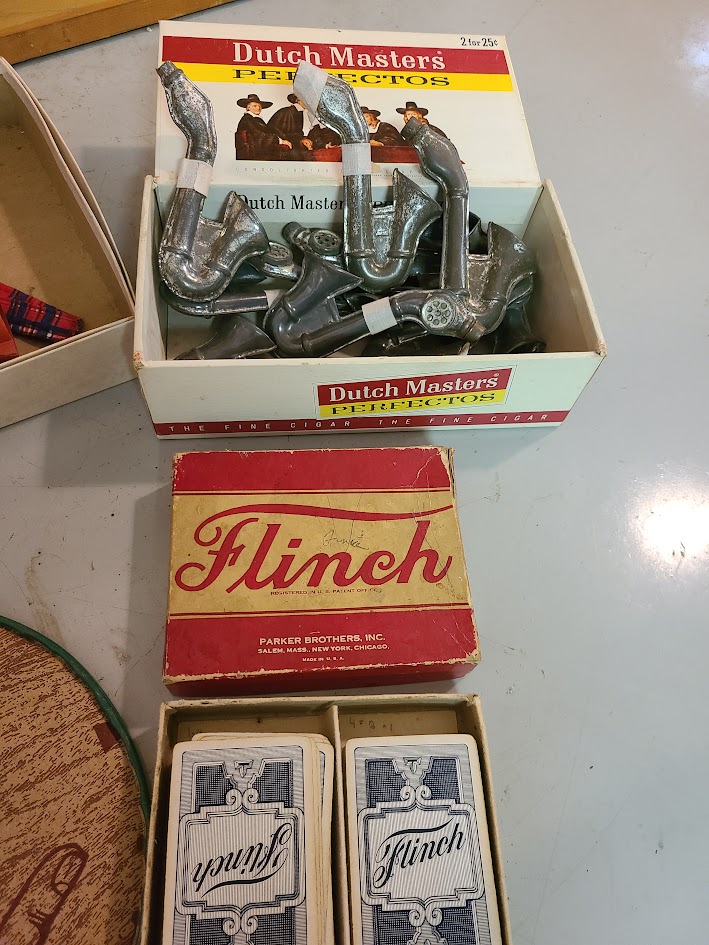 2 for 25¢
Dutch Masters
PERFECTOS
Dutch Master
Dutch Masters
PERFECTOS
THE FINE CIGAR THE FINE CIGAR
Flinch
REGISTERED IN U.S. PATENT OFFICE
PARKER BROTHERS, INC.
SALEM, MASS., NEW YORK, CHICAGO,
MADE IN U.S.A.
Flinch
Flinch